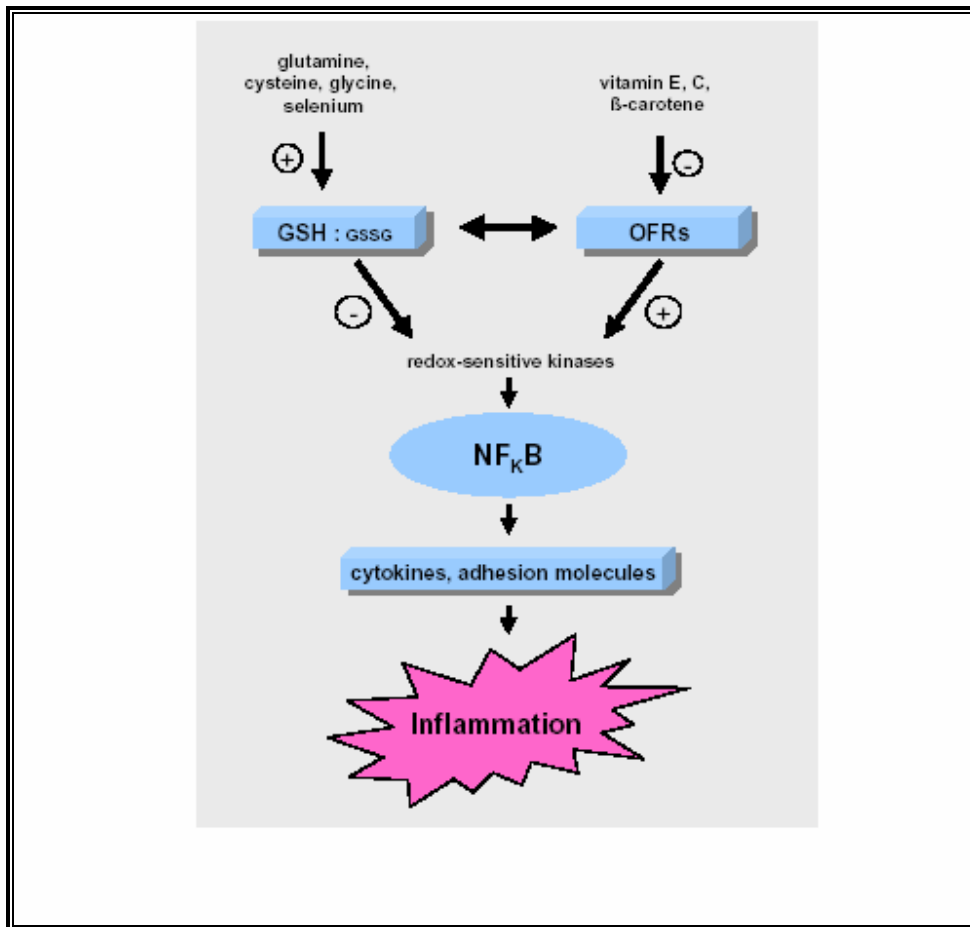 glutamine,
cysteine, glycine,
selenium
vitamin E, C,
ß-carotene
+
-
GSH : GSSG
OFRs
-
+
redox-sensitive kinases
NFκB
cytokines, adhesion molecules
Inflammation